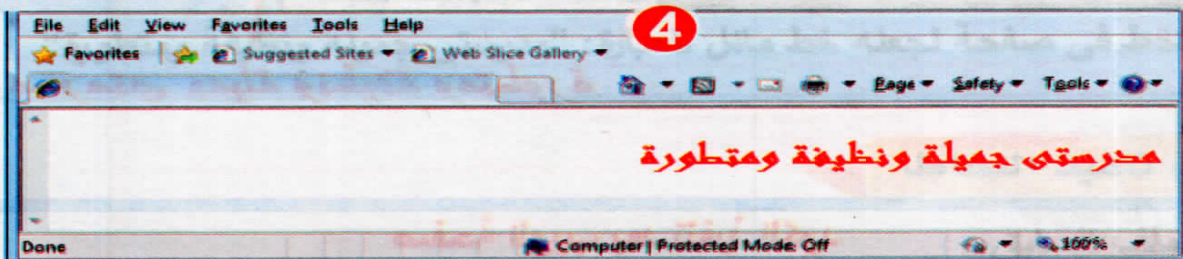 File Edit View Favorites Tools Help
4
Favorites Suggested Sites Web Slice Gallery
Page Safety Tools
مدرستى جميلة ونظيفة ومتطورة
Done Computer | Protected Mode: Off 100%